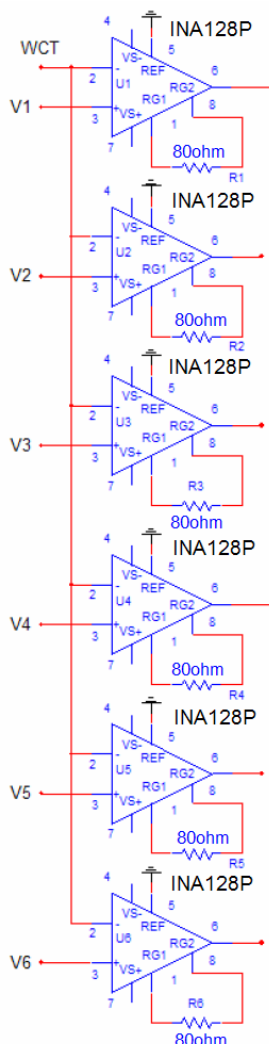 INA128P
WCT
4
5
VS-
REF
6
2
-
U1
RG2
V1
+
VS+
RG1
8
3
1
7
80ohm
R1
INA128P
4
5
VS-
REF
6
2
-
U2
RG2
V2
+
VS+
RG1
8
3
1
7
80ohm
R2
INA128P
4
5
VS-
REF
6
2
-
U3
RG2
V3
+
VS+
RG1
8
3
1
7
R3
80ohm
INA128P
4
5
VS-
REF
6
2
-
U4
RG2
V4
+
VS+
RG1
8
3
1
7
80ohm
R4
INA128P
4
5
VS-
REF
6
2
-
U5
RG2
V5
+
VS+
RG1
8
3
1
7
80ohm
R5
INA128P
4
5
VS-
REF
6
2
-
U6
RG2
V6
+
VS+
RG1
8
3
1
7
R6
80ohm